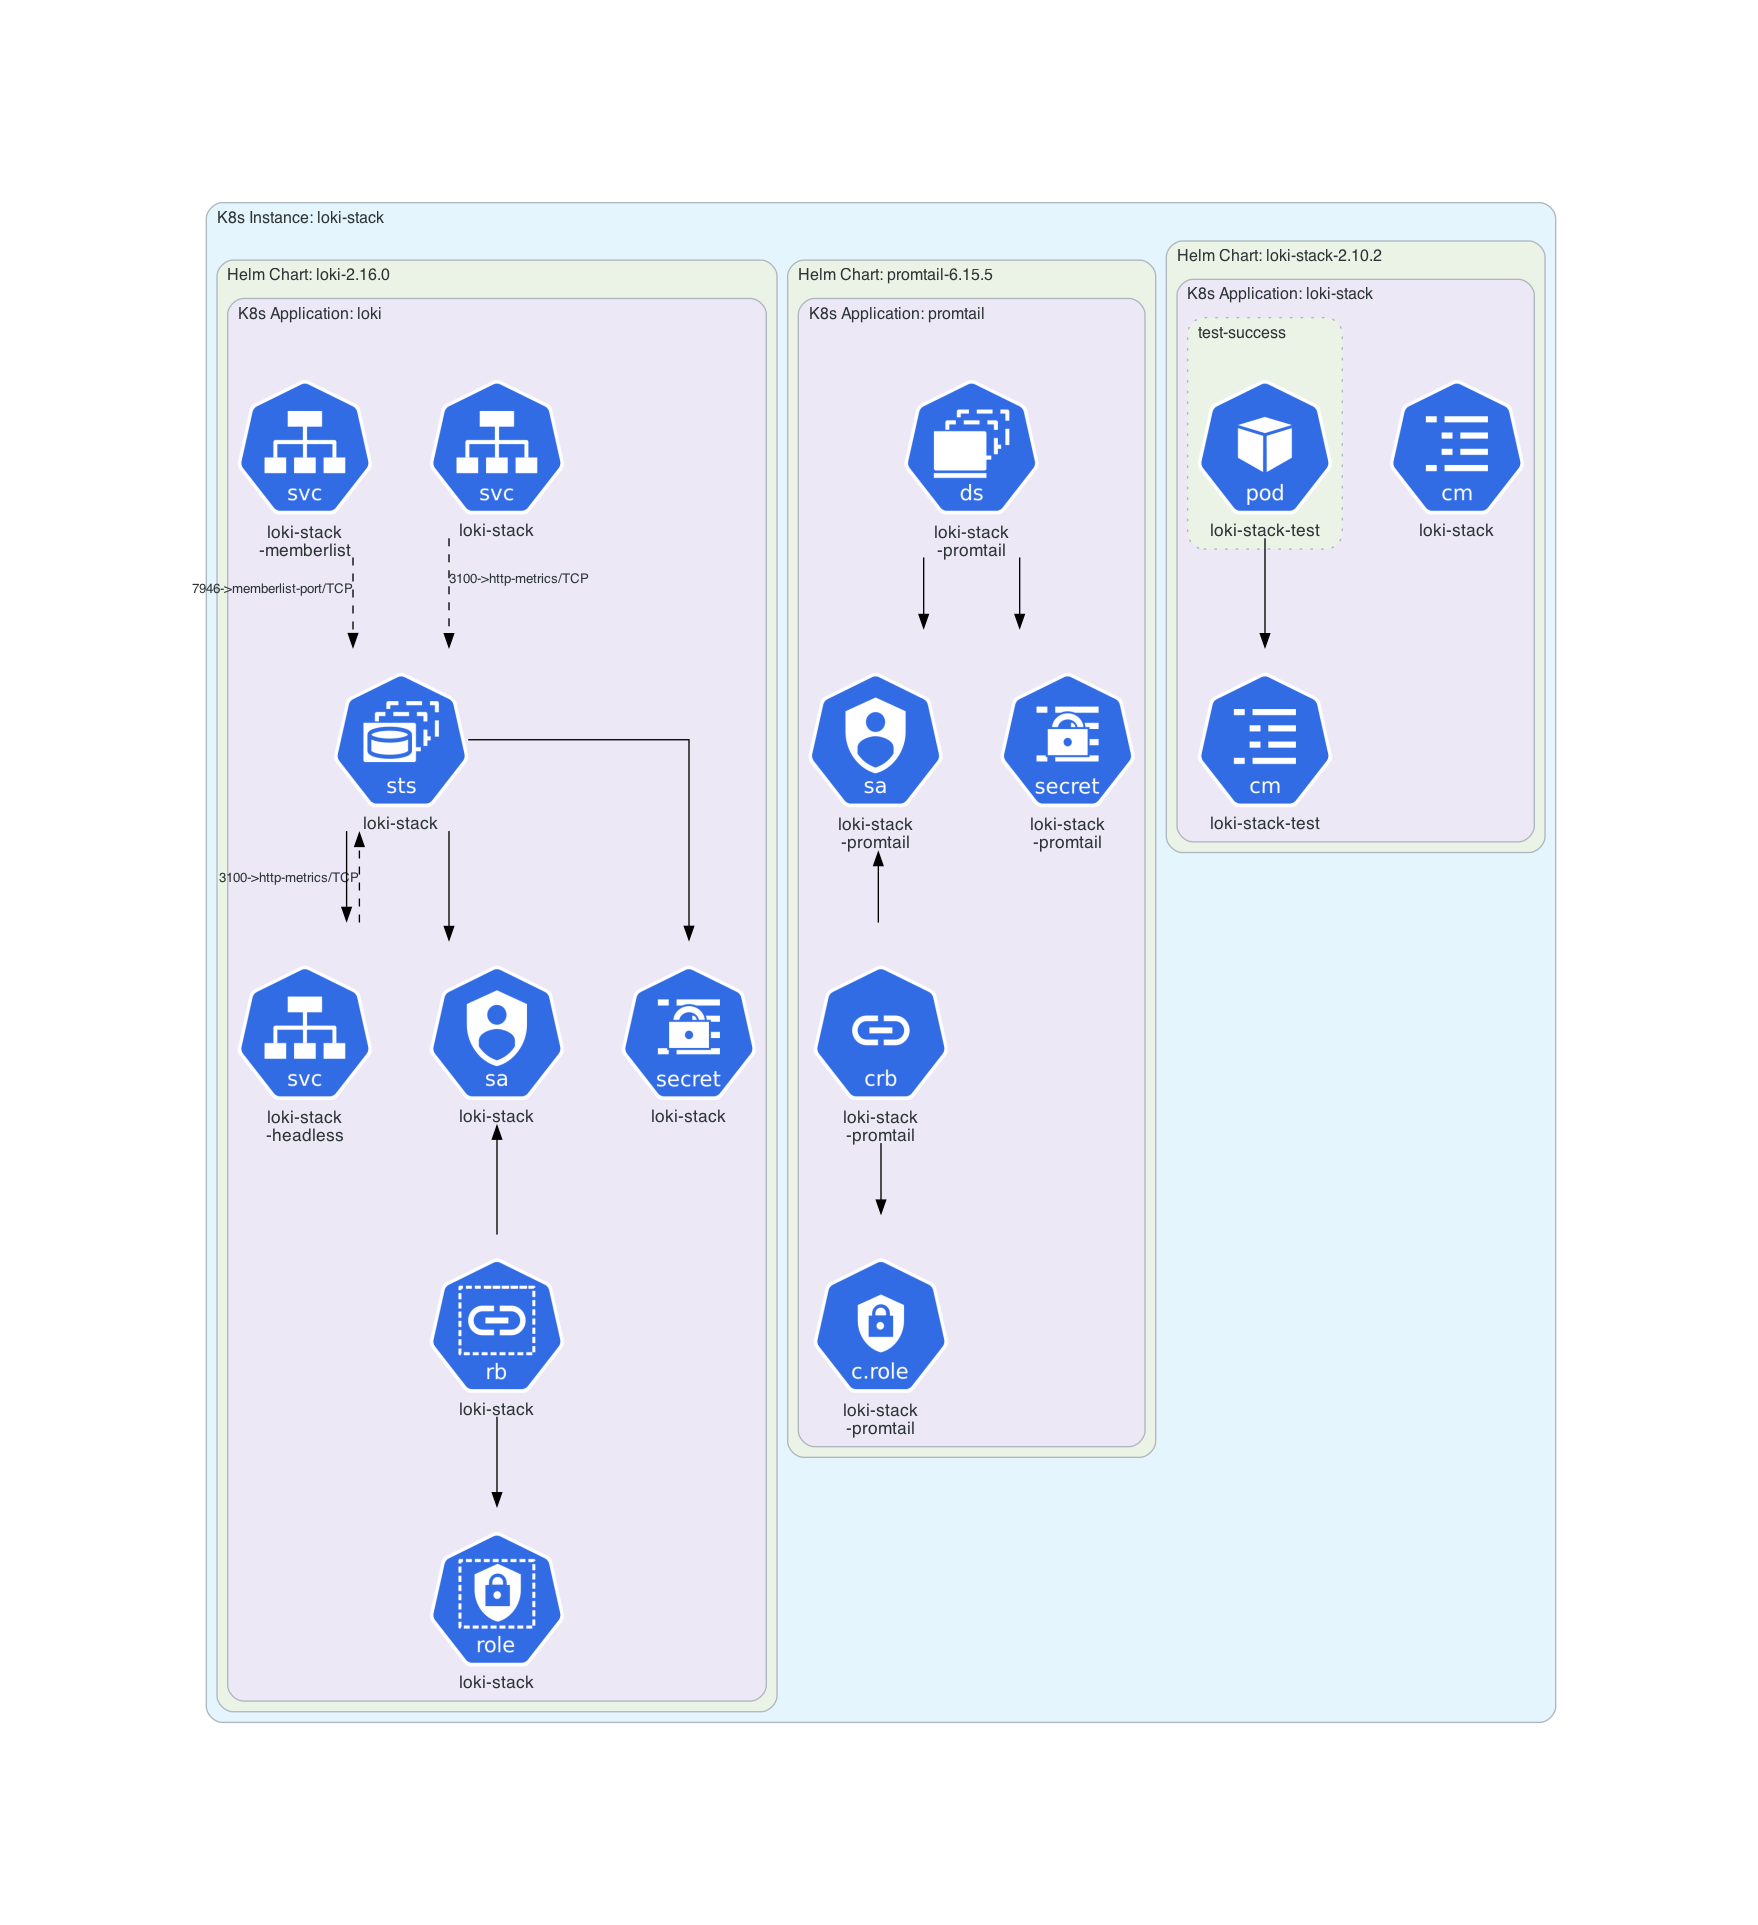 K8s Instance: loki-stack
Helm Chart: loki-2.16.0
K8s Application: loki
svc
loki-stack
-memberlist
svc
loki-stack
7946->memberlist-port/TCP
3100->http-metrics/TCP
sts
loki-stack
3100->http-metrics/TCP
svc
loki-stack
-headless
sa
loki-stack
secret
loki-stack
rb
loki-stack
role
loki-stack
Helm Chart: promtail-6.15.5
K8s Application: promtail
ds
loki-stack
-promtail
sa
loki-stack
-promtail
secret
loki-stack
-promtail
crb
loki-stack
-promtail
c.role
loki-stack
-promtail
Helm Chart: loki-stack-2.10.2
K8s Application: loki-stack
test-success
pod
loki-stack-test
cm
loki-stack
cm
loki-stack-test